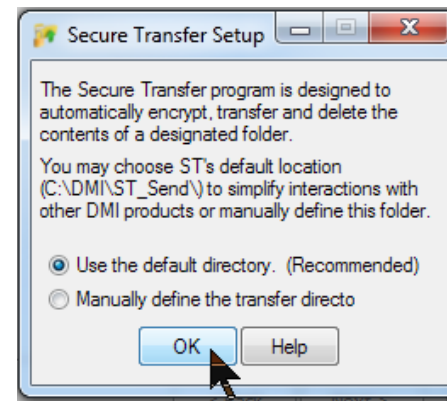 Secure Transfer Setup
The Secure Transfer program is designed to
automatically encrypt, transfer and delete the
contents of a designated folder.
You may choose ST's default location
(C:\DMI\ST_Send\) to simplify interactions with
other DMI products or manually define this folder.
Use the default directory. (Recommended)
Manually define the transfer directo
OK Help